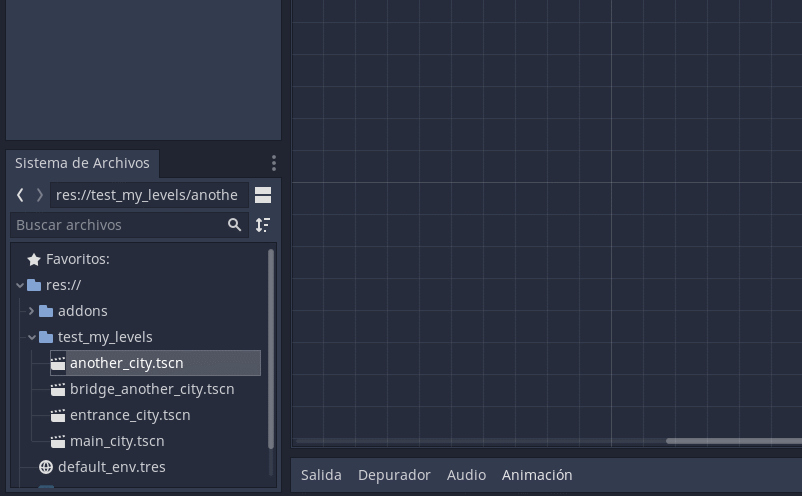 Sistema de Archivos
res://test_my_levels/anothe
Buscar archivos
Favoritos:
res://
addons
test_my_levels
another_city.tscn
bridge_another_city.tscn
entrance_city.tscn
main_city.tscn
default_env.tres
Salida Depurador Audio Animación